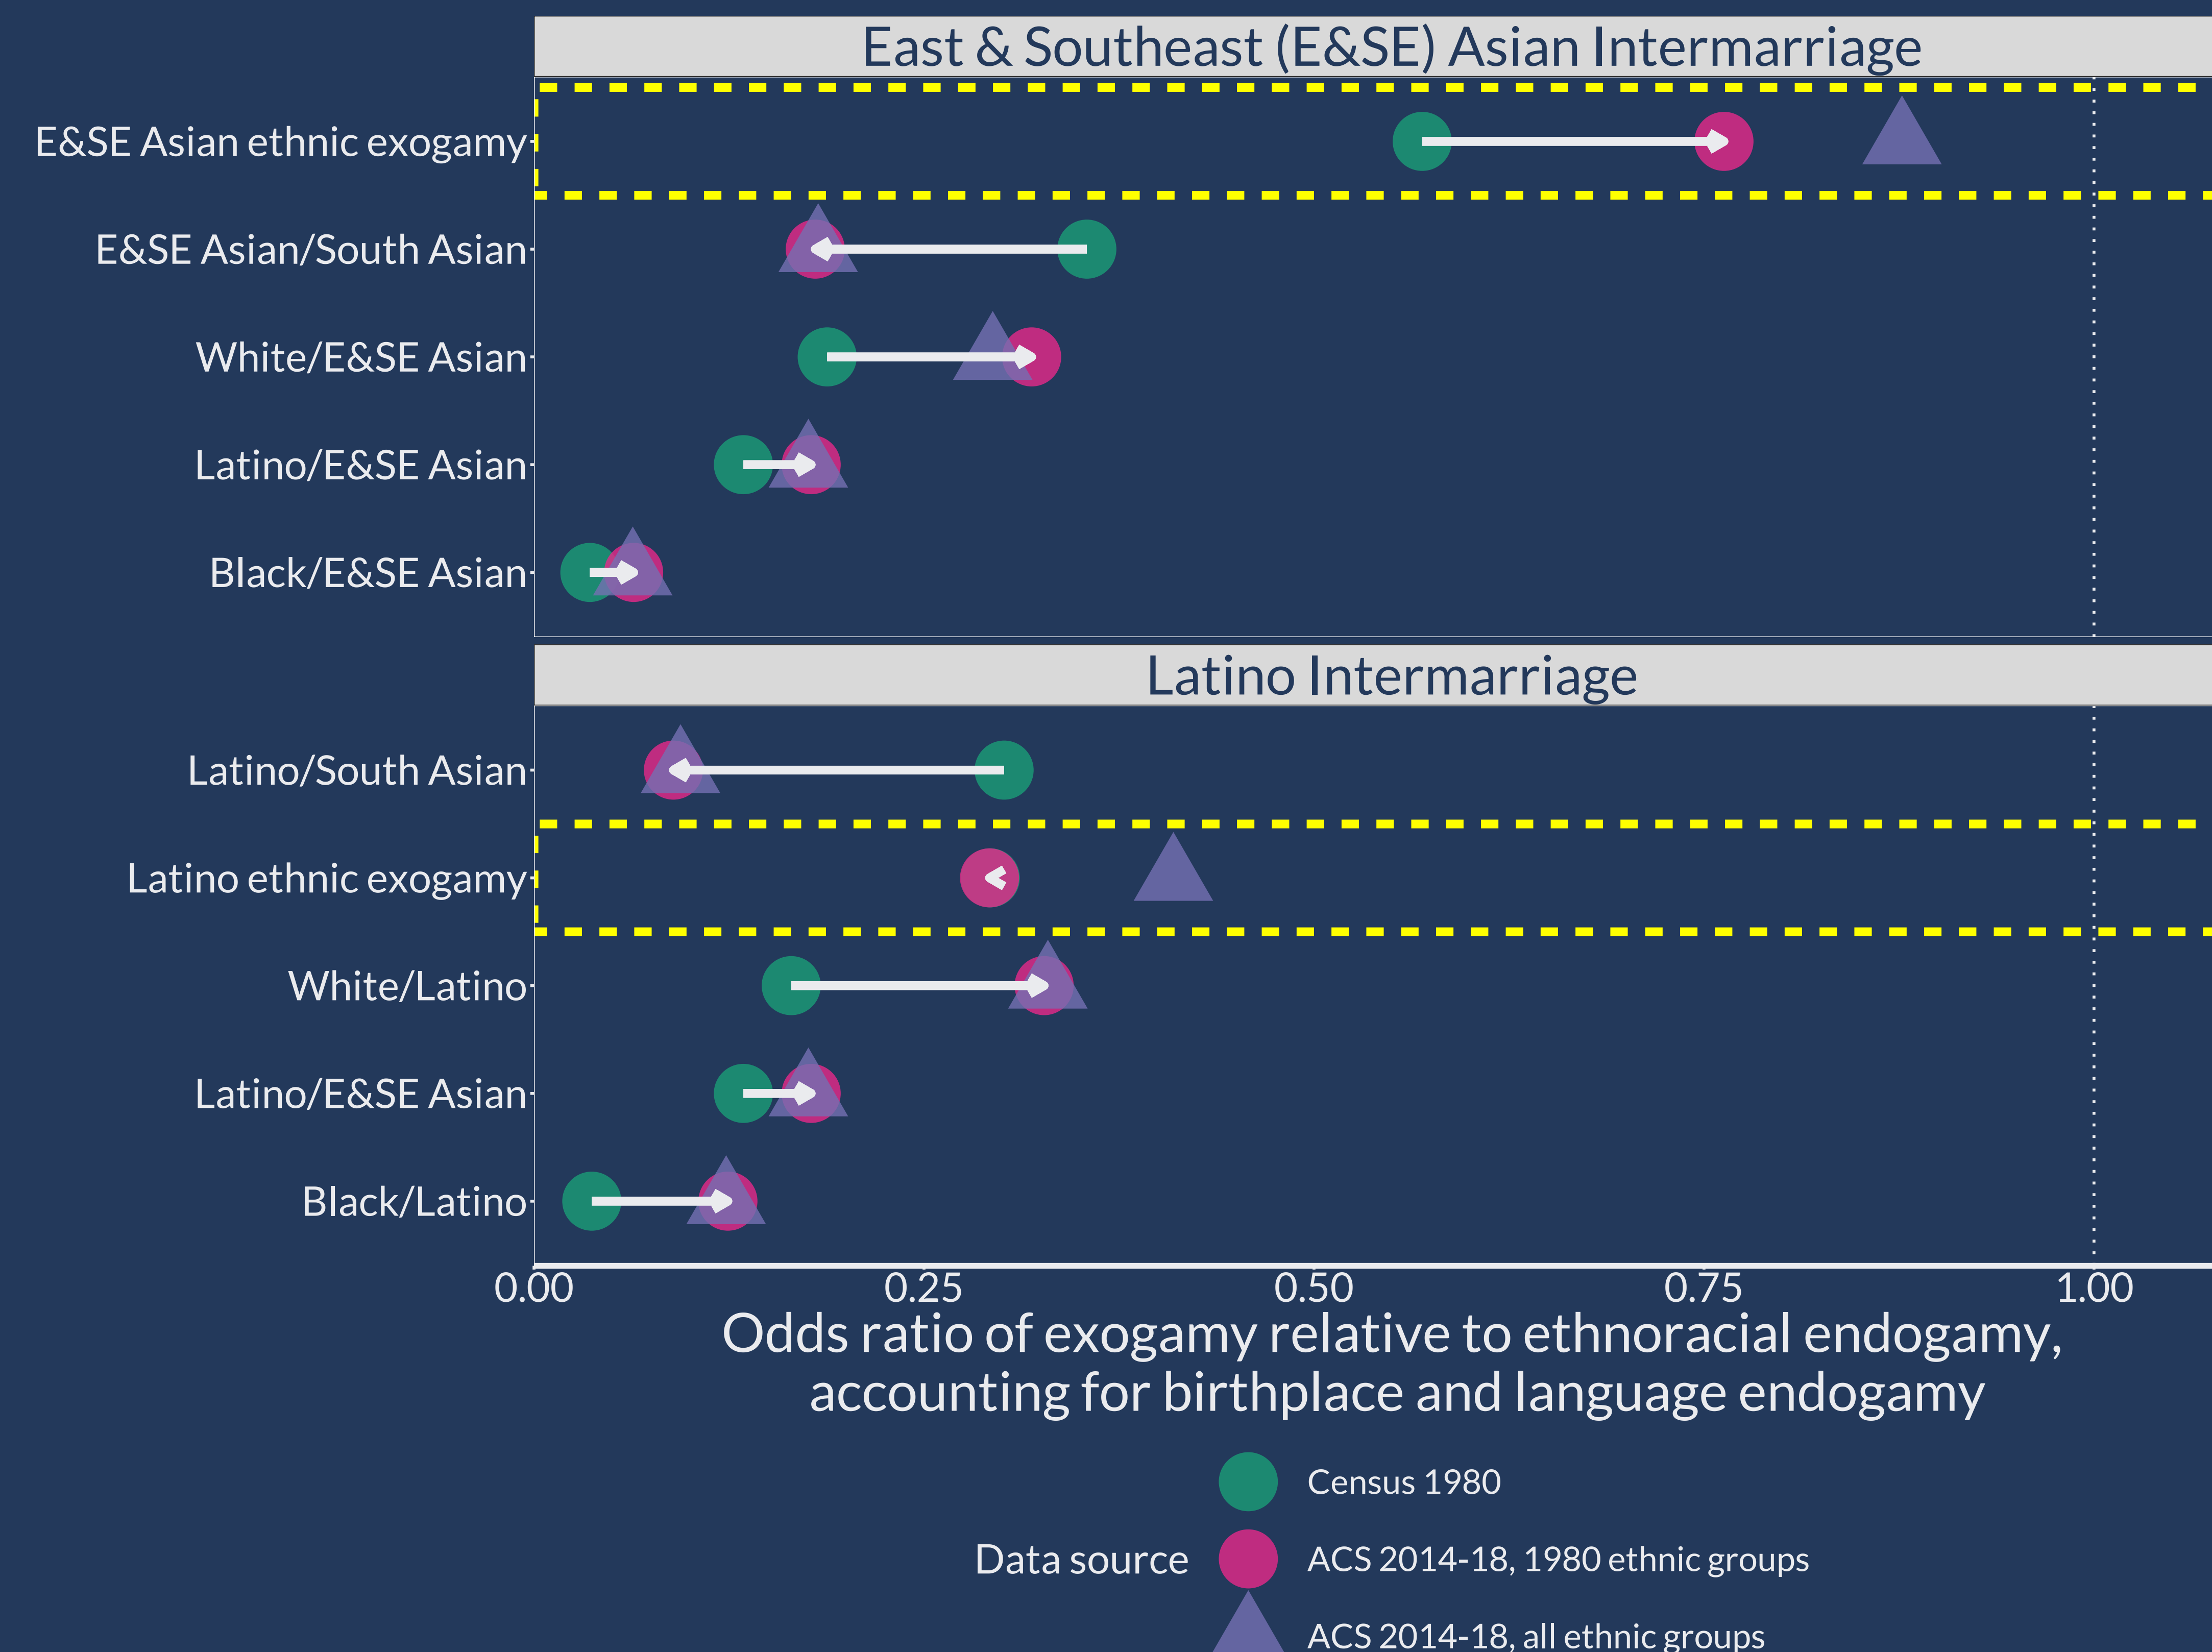 East & Southeast (E&SE) Asian Intermarriage
E&SE Asian ethnic exogamy
E&SE Asian/South Asian
White/E&SE Asian
Latino/E&SE Asian
Black/E&SE Asian
Latino Intermarriage
Latino/South Asian
Latino ethnic exogamy
White/Latino
Latino/E&SE Asian
Black/Latino
0.00 0.25 0.50 0.75 1.00
Odds ratio of exogamy relative to ethnoracial endogamy,
accounting for birthplace and language endogamy
Census 1980
Data source ACS 2014-18, 1980 ethnic groups
ACS 2014-18, all ethnic groups